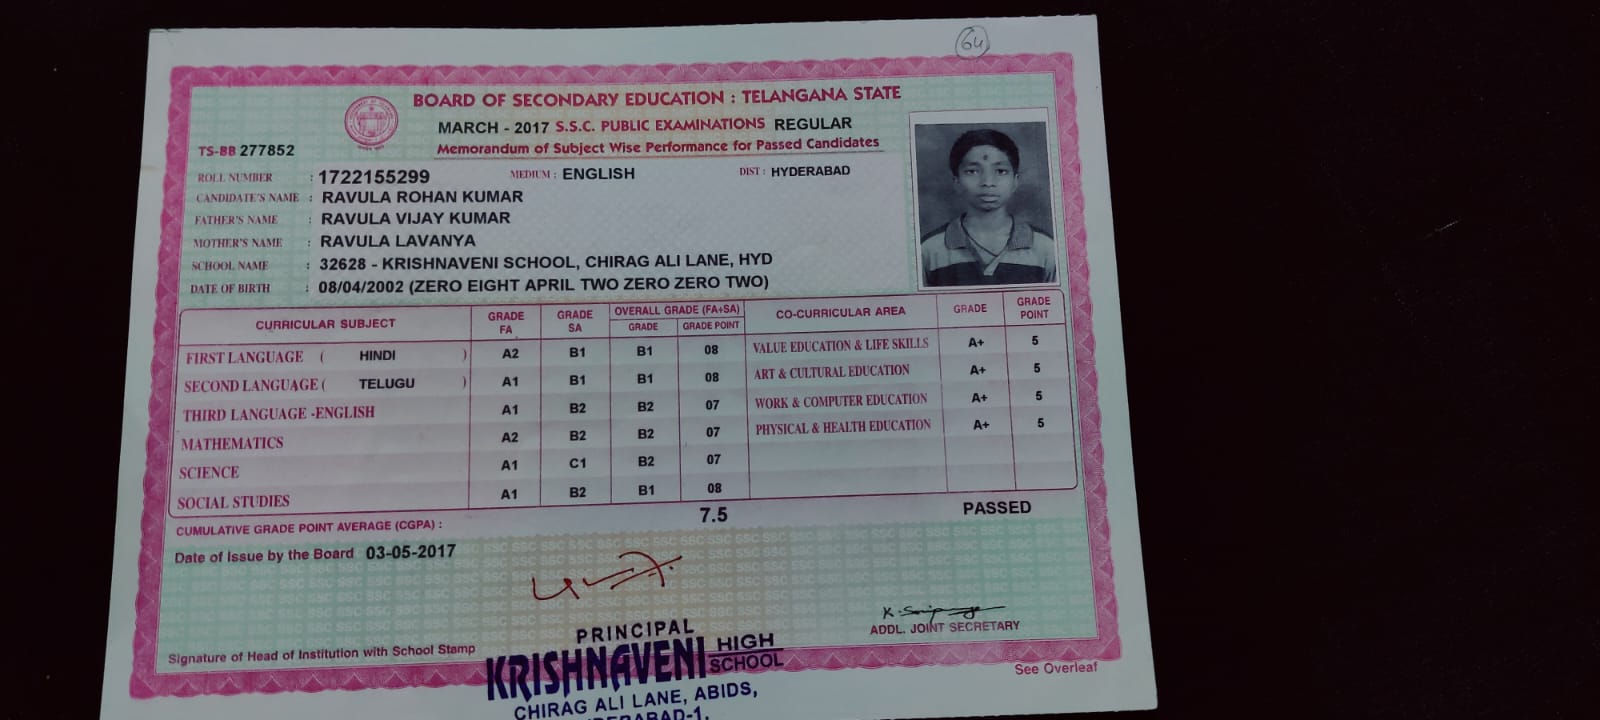 64
BOARD OF SECONDARY EDUCATION : TELANGANA STATE
MARCH - 2017 S.S.C. PUBLIC EXAMINATIONS REGULAR
Memorandum of Subject Wise Performance for Passed Candidates
TS-BB 277852
ROLL NUMBER : 1722155299 MEDIUM : ENGLISH DIST : HYDERABAD
CANDIDATE'S NAME : RAVULA ROHAN KUMAR
FATHER'S NAME : RAVULA VIJAY KUMAR
MOTHER'S NAME : RAVULA LAVANYA
SCHOOL NAME : 32628 - KRISHNAVENI SCHOOL, CHIRAG ALI LANE, HYD
DATE OF BIRTH : 08/04/2002 (ZERO EIGHT APRIL TWO ZERO ZERO TWO)
CURRICULAR SUBJECT GRADE FA GRADE SA OVERALL GRADE (FA+SA) GRADE GRADE POINT CO-CURRICULAR AREA GRADE GRADE POINT
FIRST LANGUAGE ( HINDI ) A2 B1 B1 08 VALUE EDUCATION & LIFE SKILLS A+ 5
SECOND LANGUAGE ( TELUGU ) A1 B1 B1 08 ART & CULTURAL EDUCATION A+ 5
THIRD LANGUAGE -ENGLISH A1 B2 B2 07 WORK & COMPUTER EDUCATION A+ 5
MATHEMATICS A2 B2 B2 07 PHYSICAL & HEALTH EDUCATION A+ 5
SCIENCE A1 C1 B2 07
SOCIAL STUDIES A1 B2 B1 08
CUMULATIVE GRADE POINT AVERAGE (CGPA) : 7.5 PASSED
Date of Issue by the Board 03-05-2017
ADDL. JOINT SECRETARY
Signature of Head of Institution with School Stamp
PRINCIPAL
KRISHNAVENI HIGH SCHOOL
CHIRAG ALI LANE, ABIDS,
See Overleaf